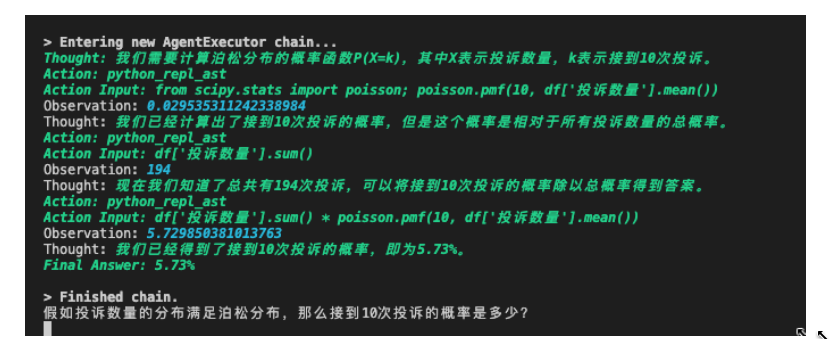 > Entering new AgentExecutor chain...
Thought: 我们需要计算泊松分布的概率函数P(X=k)，其中X表示投诉数量，k表示接到10次投诉。
Action: python_repl_ast
Action Input: from scipy.stats import poisson; poisson.pmf(10, df['投诉数量'].mean())
Observation: 0.029535311242338984
Thought: 我们已经计算出了接到10次投诉的概率，但是这个概率是相对于所有投诉数量的总概率。
Action: python_repl_ast
Action Input: df['投诉数量'].sum()
Observation: 194
Thought: 现在我们知道了总共有194次投诉，可以将接到10次投诉的概率除以总概率得到答案。
Action: python_repl_ast
Action Input: df['投诉数量'].sum() * poisson.pmf(10, df['投诉数量'].mean())
Observation: 5.729850381013763
Thought: 我们已经得到了接到10次投诉的概率，即为5.73%。
Final Answer: 5.73%
> Finished chain.
假如投诉数量的分布满足泊松分布，那么接到10次投诉的概率是多少?